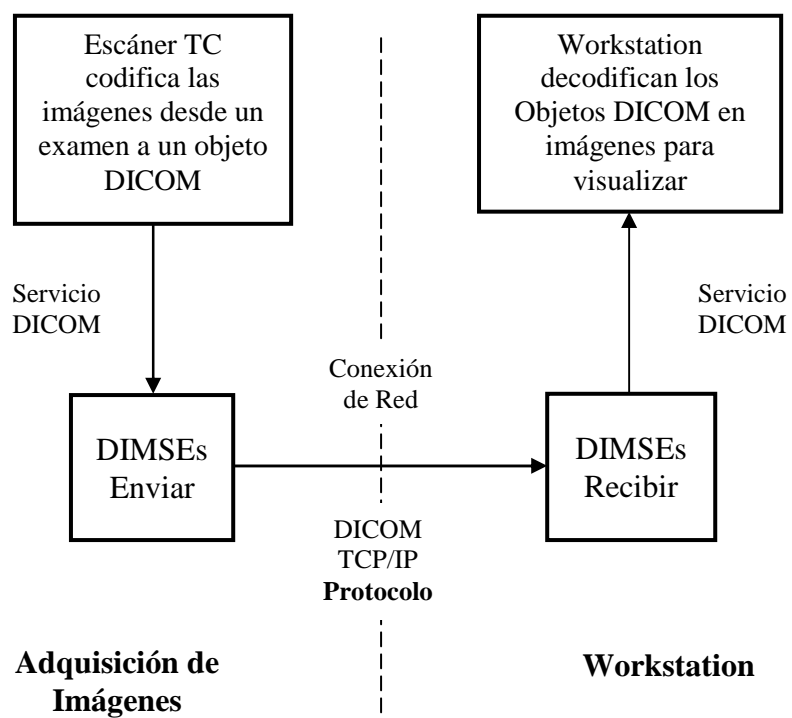 Escáner TC
codifica las
imágenes desde un
examen a un objeto
DICOM
Workstation
decodifican los
Objetos DICOM en
imágenes para
visualizar
Servicio
DICOM
Servicio
DICOM
Conexión
de Red
DIMSEs
Enviar
DIMSEs
Recibir
DICOM
TCP/IP
Protocolo
Adquisición de
Imágenes
Workstation